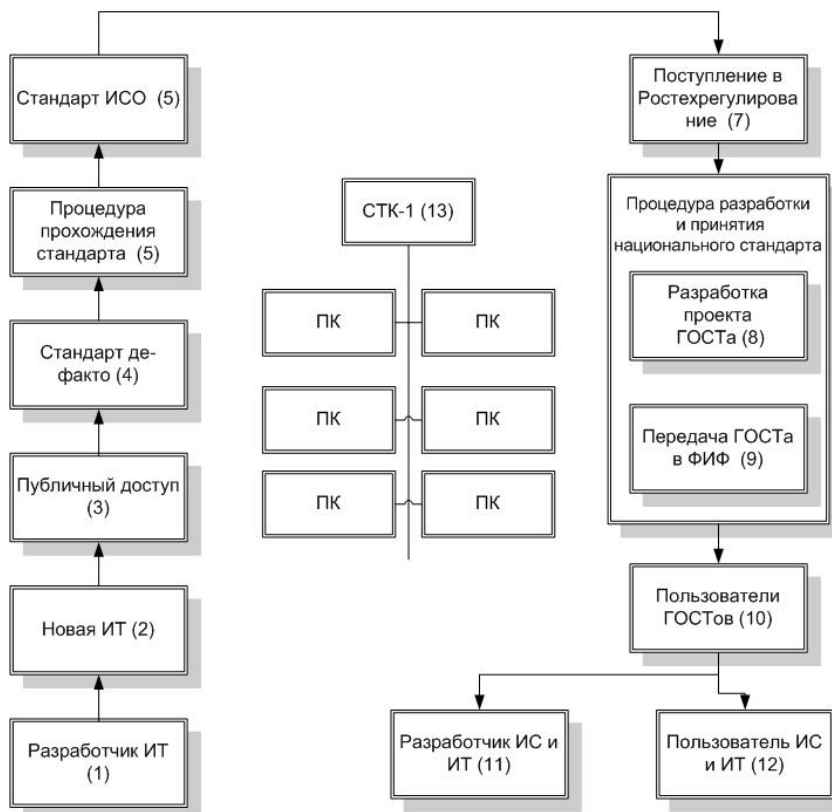 Стандарт ИСО (5)
Процедура
прохождения
стандарта (5)
Стандарт де-
факто (4)
Публичный доступ
(3)
Новая ИТ (2)
Разработчик ИТ
(1)
СТК-1 (13)
ПК
ПК
ПК
ПК
ПК
ПК
Поступление в
Ростехрегулирова
ние (7)
Процедура разработки
и принятия
национального стандарта
Разработка
проекта
ГОСТа (8)
Передача ГОСТа
в ФИФ (9)
Пользователи
ГОСТов (10)
Разработчик ИС и
ИТ (11)
Пользователь ИС
и ИТ (12)